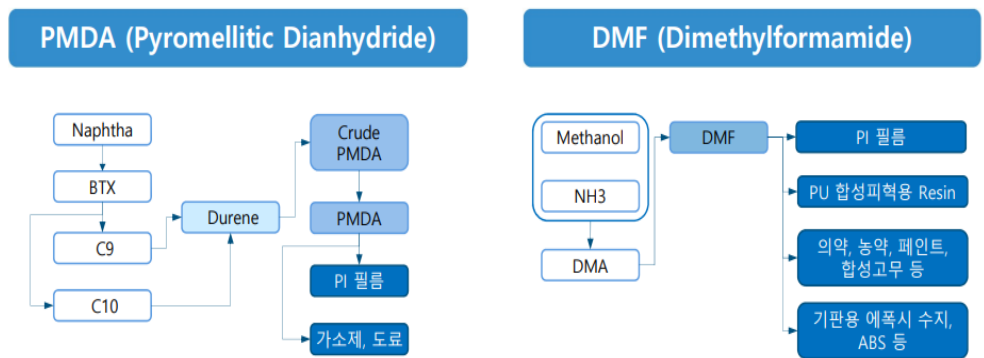 PMDA (Pyromellitic Dianhydride)
Naphtha
BTX
C9
C10
Durene
Crude
PMDA
PMDA
PI 필름
가소제, 도료
DMF (Dimethylformamide)
Methanol
NH3
DMA
DMF
PI 필름
PU 합성피혁용 Resin
의약, 농약, 페인트,
합성고무 등
기판용 에폭시 수지,
ABS 등